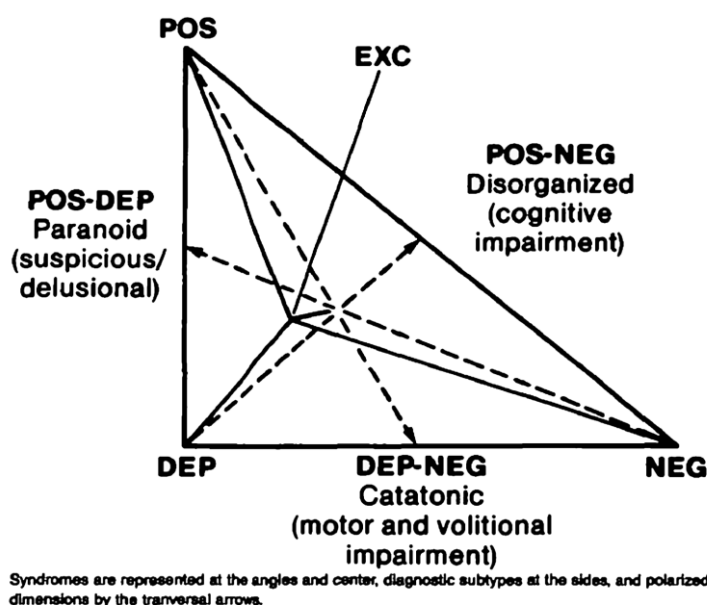 POS
EXC
POS-NEG
Disorganized
(cognitive
impairment)
POS-DEP
Paranoid
(suspicious/
delusional)
DEP
DEP-NEG
NEG
Catatonic
(motor and volitional
impairment)
Syndromes are represented at the angles and center, diagnostic subtypes at the sides, and polarized
dimensions by the tranversal arrows.